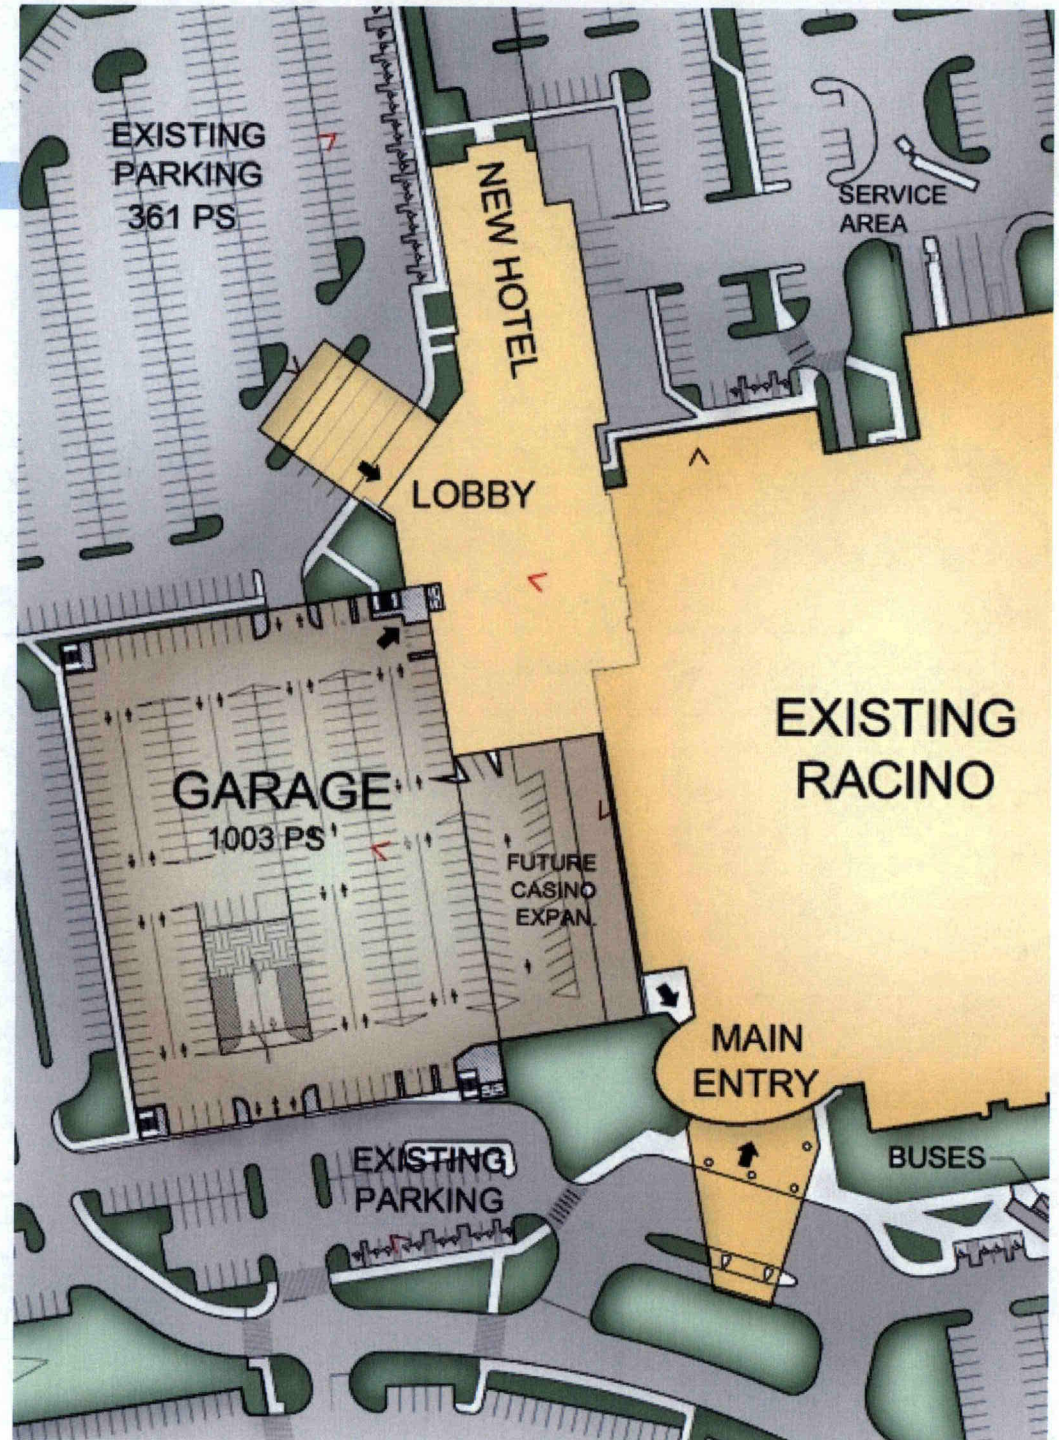 EXISTING
PARKING
361 PS
NEW HOTEL
SERVICE
AREA
LOBBY
EXISTING
RACINO
GARAGE
1003 PS
FUTURE
CASINO
EXPAN.
MAIN
ENTRY
BUSES
EXISTING
PARKING